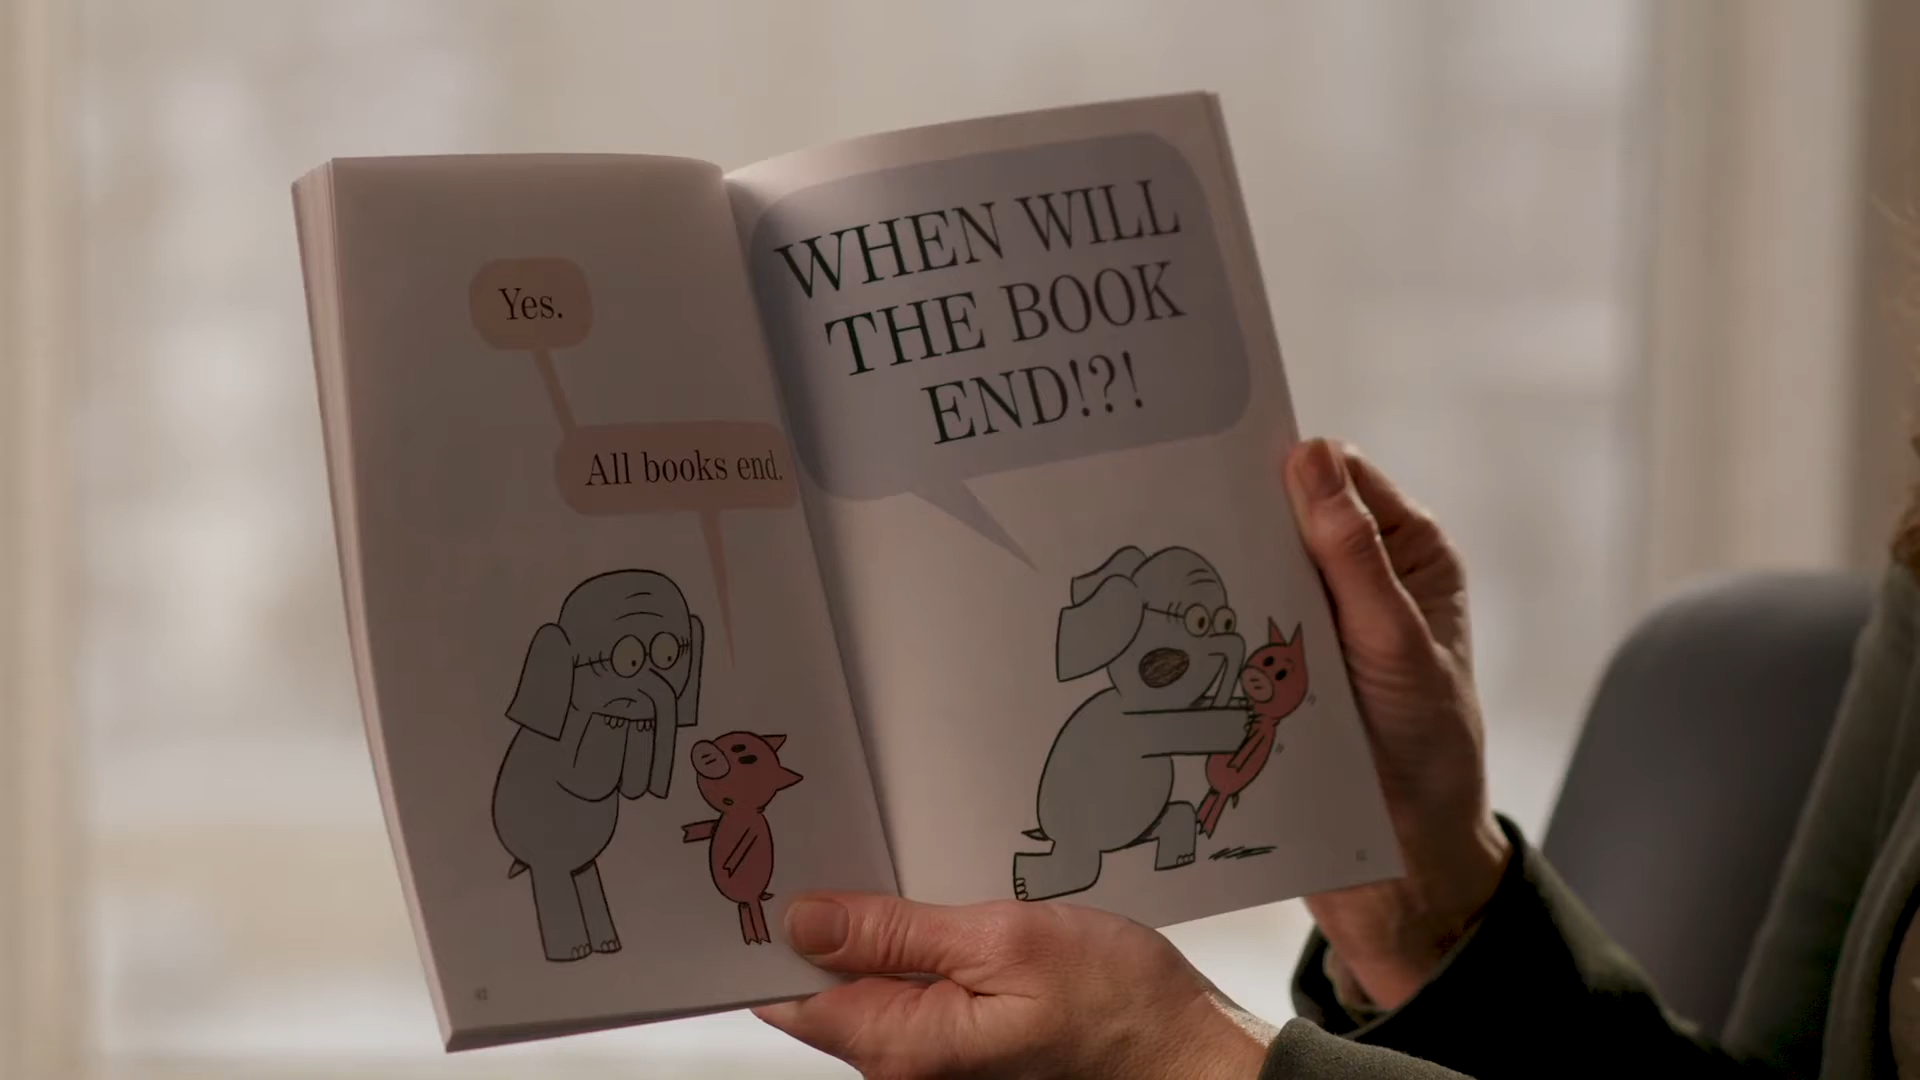 Yes.
All books end.
WHEN WILL
THE BOOK
END!?!